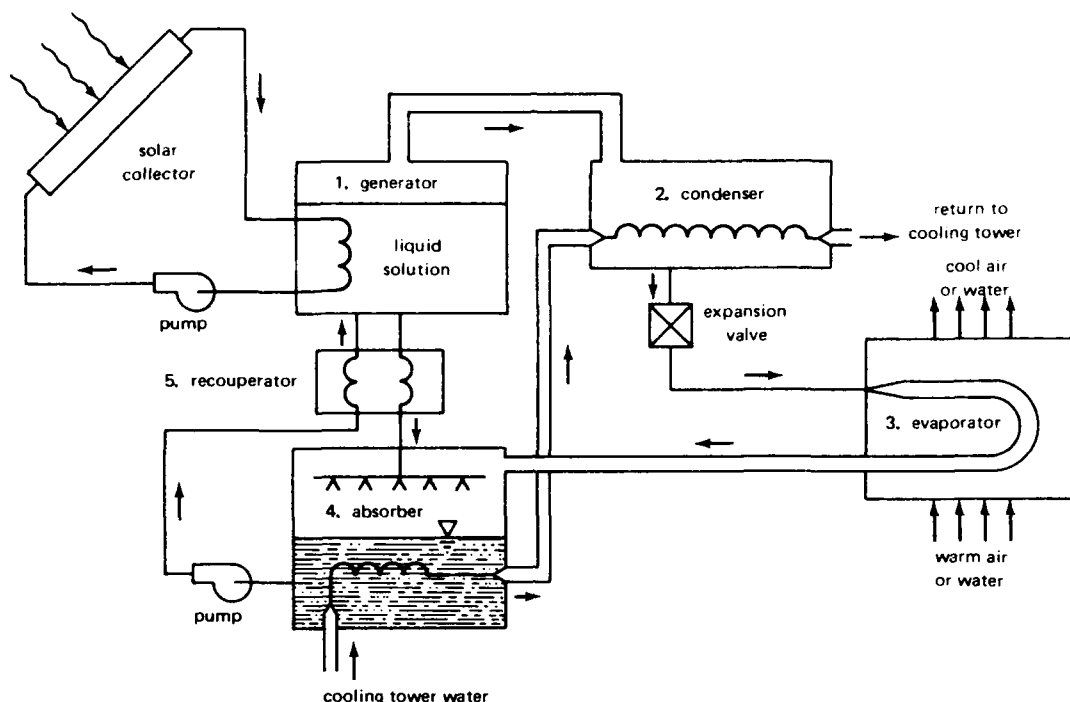 solar
collector
1. generator
2. condenser
return to
cooling tower
liquid
solution
cool air
or water
pump
expansion
valve
5. recouperator
3. evaporator
4. absorber
warm air
or water
pump
cooling tower water